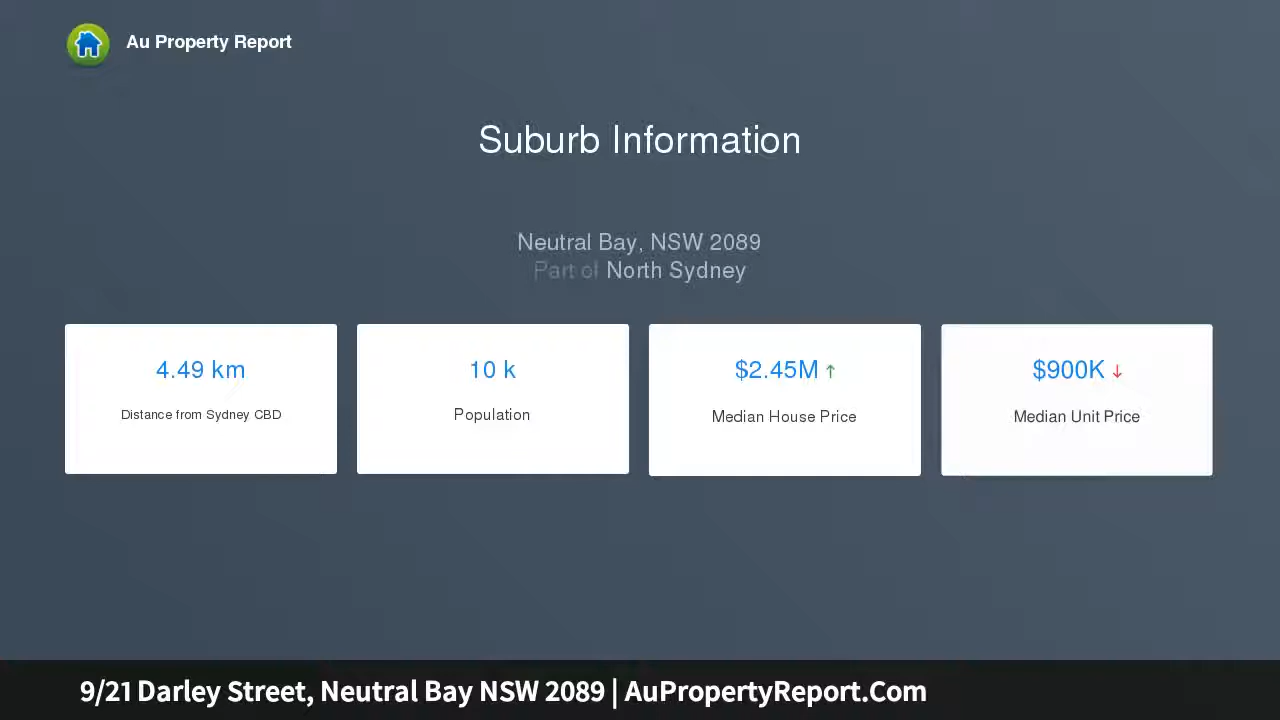 Au Property Report
Suburb Information
Neutral Bay, NSW 2089
Part of North Sydney
4.49 km
Distance from Sydney CBD
10 k
Population
$2.45M ↑
Median House Price
$900K ↓
Median Unit Price
9/21 Darley Street, Neutral Bay NSW 2089 | AuPropertyReport.Com